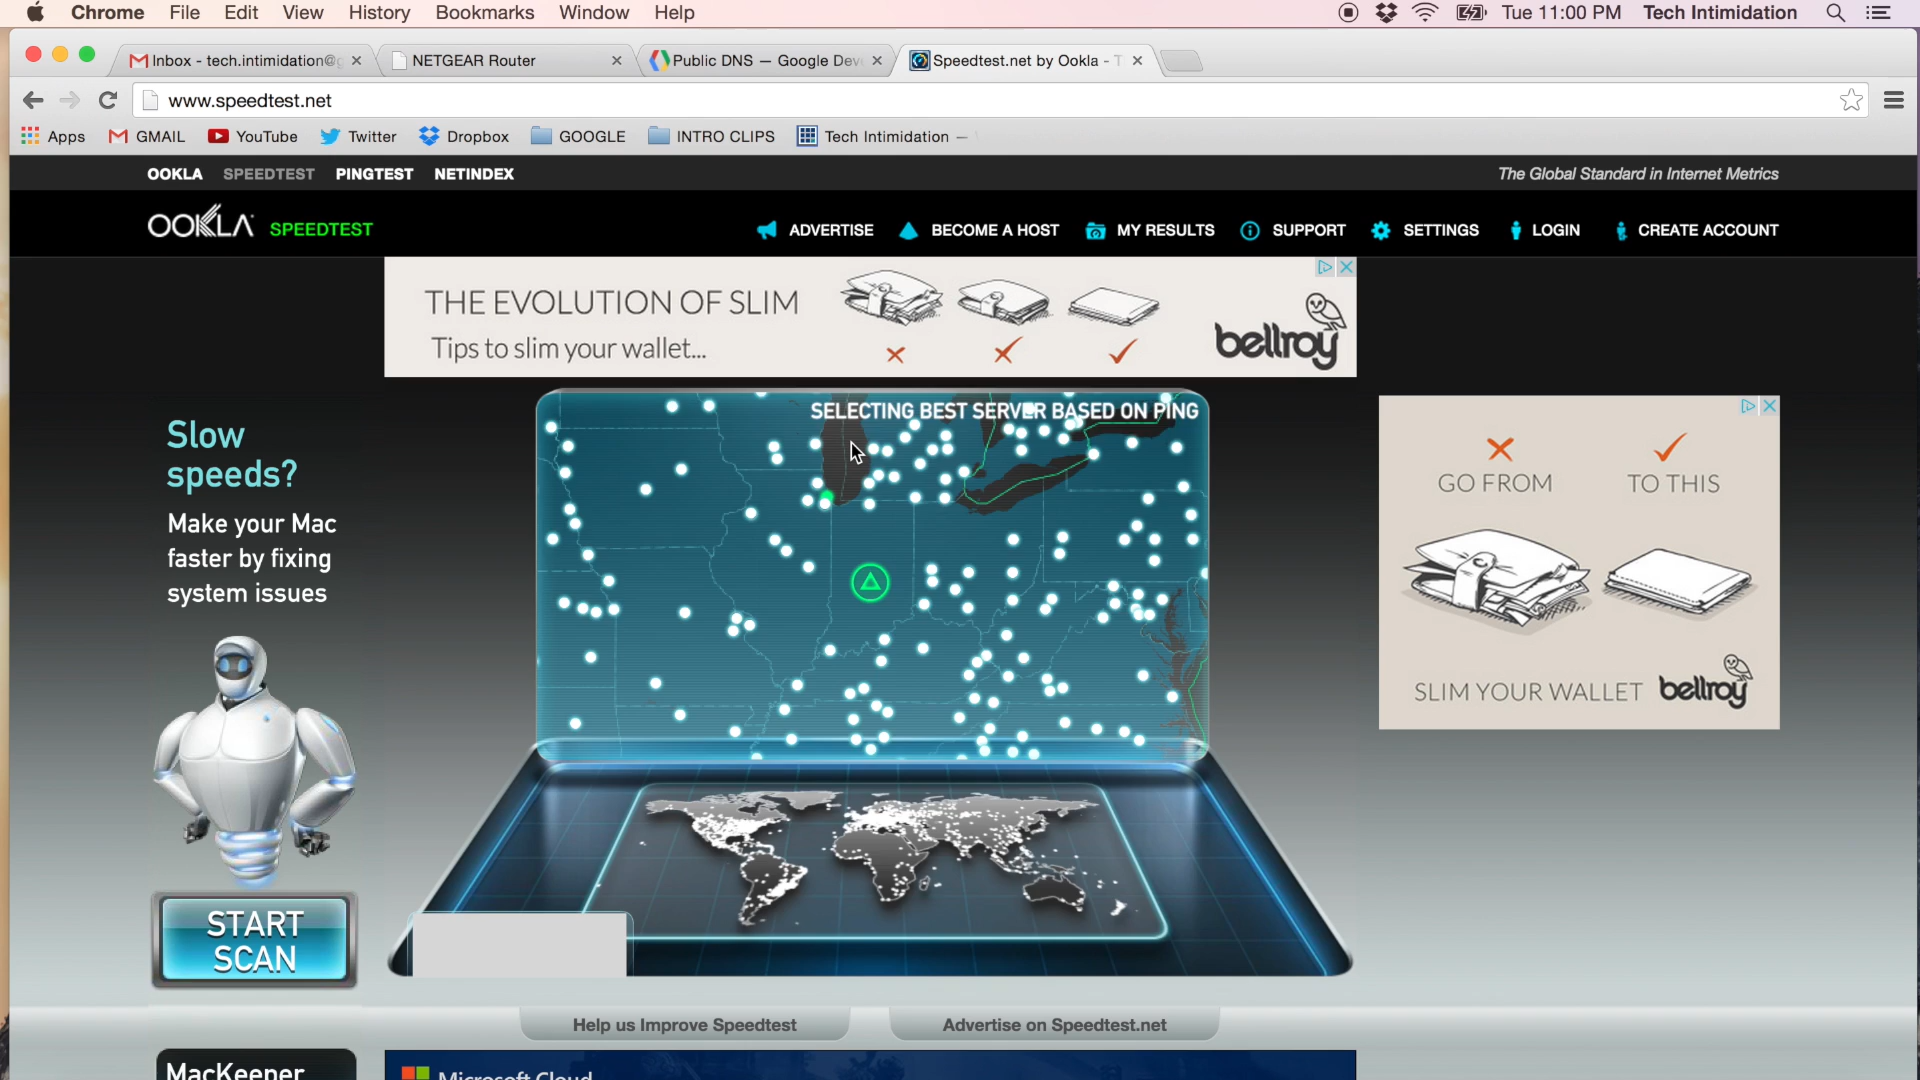 Chrome File Edit View History Bookmarks Window Help
Tue 11:00 PM Tech Intimidation
Inbox - tech.intimidation@g
NETGEAR Router
Public DNS — Google Dev
Speedtest.net by Ookla - T
www.speedtest.net
Apps GMAIL YouTube Twitter Dropbox GOOGLE INTRO CLIPS Tech Intimidation —
OOKLA SPEEDTEST PINGTEST NETINDEX
The Global Standard in Internet Metrics
OOKLA SPEEDTEST
ADVERTISE BECOME A HOST MY RESULTS SUPPORT SETTINGS LOGIN CREATE ACCOUNT
THE EVOLUTION OF SLIM
Tips to slim your wallet...
bellroy
SELECTING BEST SERVER BASED ON PING
Slow
speeds?
Make your Mac
faster by fixing
system issues
START
SCAN
GO FROM
TO THIS
SLIM YOUR WALLET bellroy
Help us Improve Speedtest
Advertise on Speedtest.net
MacKeeper
Microsoft Cloud